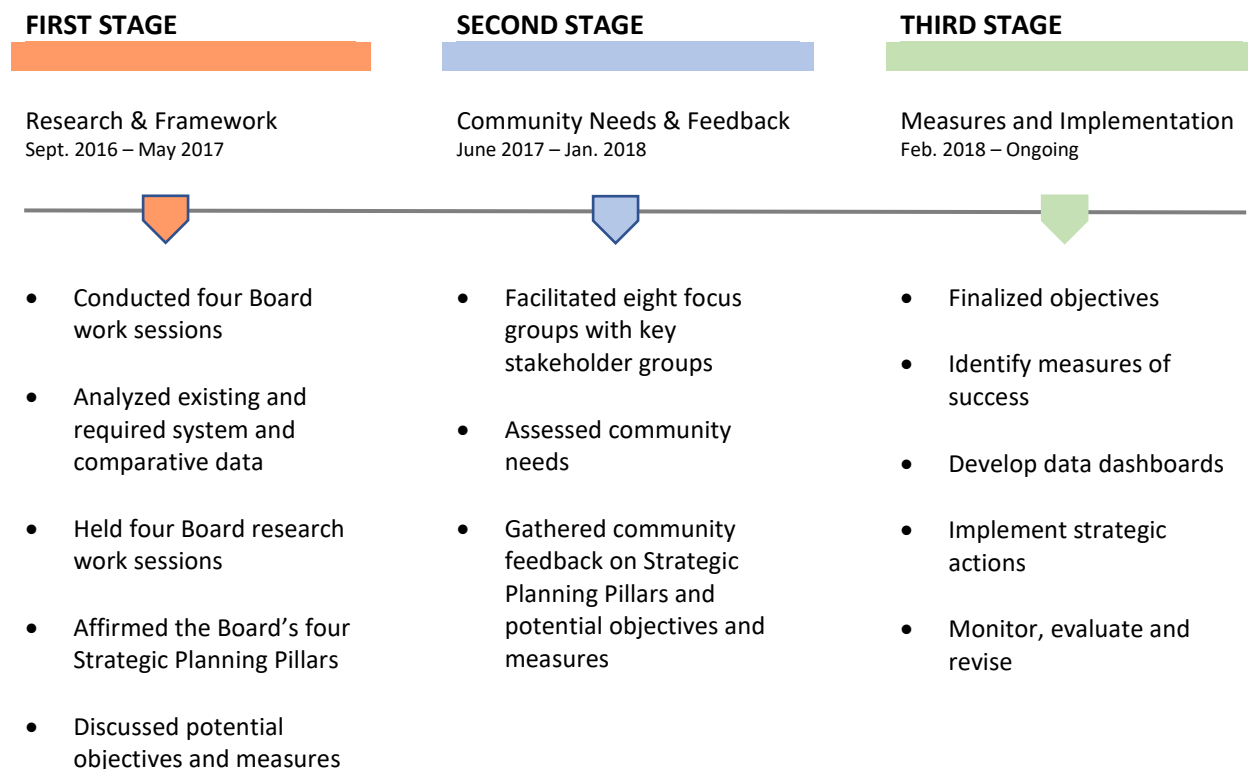 FIRST STAGE
Research & Framework
Sept. 2016 – May 2017
• Conducted four Board
work sessions
• Analyzed existing and
required system and
comparative data
• Held four Board research
work sessions
• Affirmed the Board’s four
Strategic Planning Pillars
• Discussed potential
objectives and measures
SECOND STAGE
Community Needs & Feedback
June 2017 – Jan. 2018
• Facilitated eight focus
groups with key
stakeholder groups
• Assessed community
needs
• Gathered community
feedback on Strategic
Planning Pillars and
potential objectives and
measures
THIRD STAGE
Measures and Implementation
Feb. 2018 – Ongoing
• Finalized objectives
• Identify measures of
success
• Develop data dashboards
• Implement strategic
actions
• Monitor, evaluate and
revise